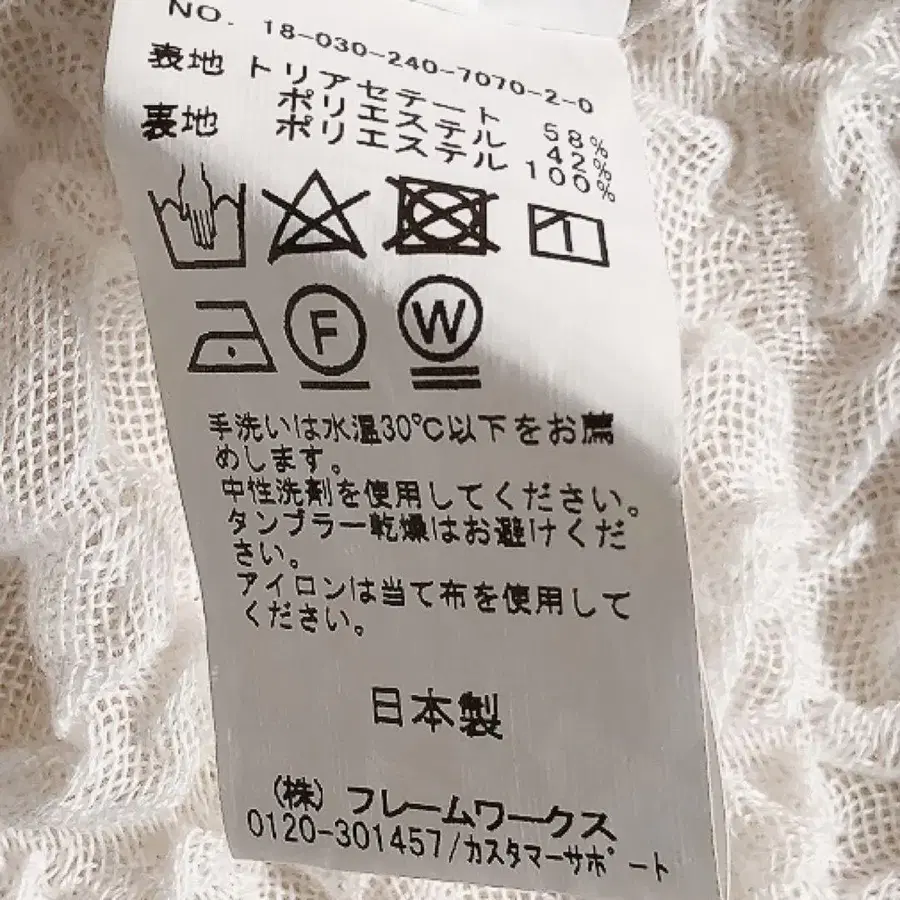 NO. 18-030-240-7070-2-0
表地 トリアセテート 58%
ポリエステル 42%
裏地 ポリエステル 100%
F W
手洗いは水温30℃以下をお薦
めします。
中性洗剤を使用してください。
タンブラー乾燥はお避けくだ
さい。
アイロンは当て布を使用して
ください。
日本製
(株) フレームワークス
0120-301457/カスタマーサポート